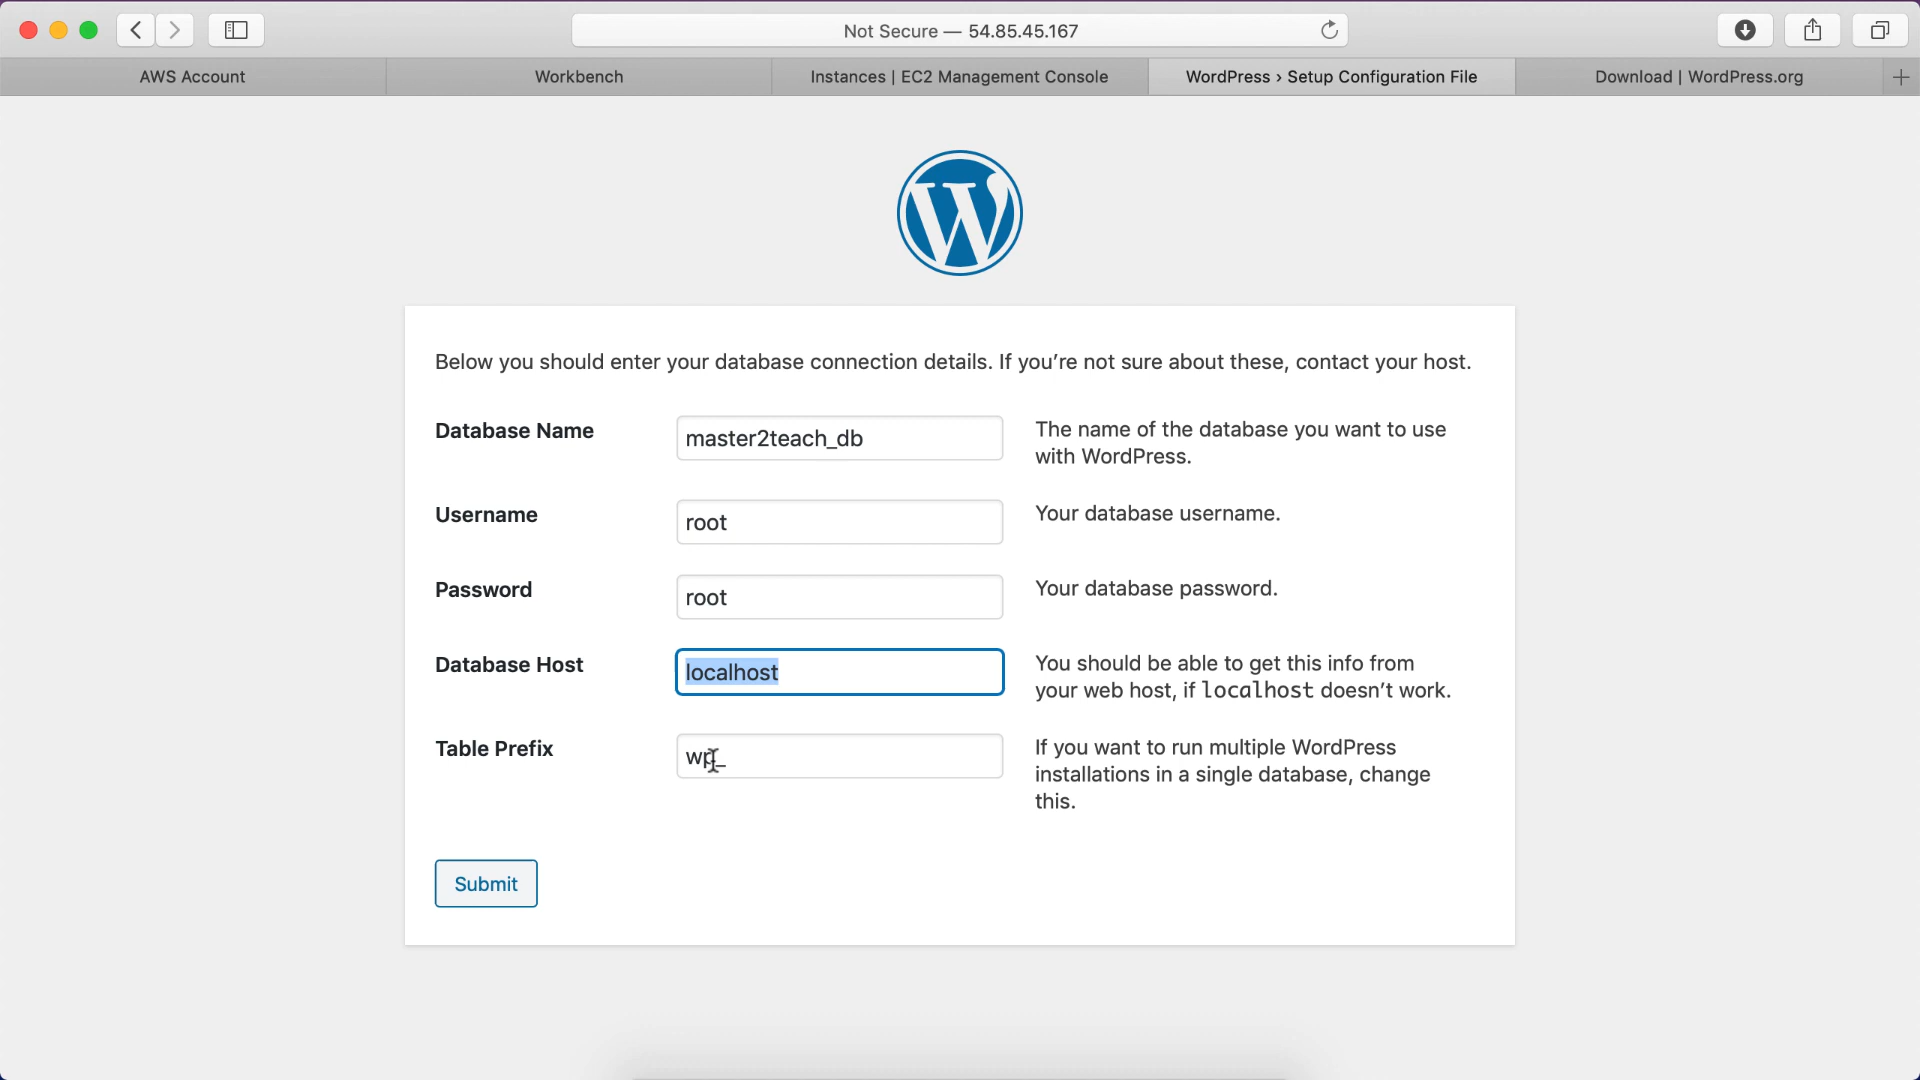 Not Secure — 54.85.45.167
AWS Account
Workbench
Instances | EC2 Management Console
WordPress › Setup Configuration File
Download | WordPress.org
Below you should enter your database connection details. If you’re not sure about these, contact your host.
Database Name
master2teach_db
The name of the database you want to use
with WordPress.
Username
root
Your database username.
Password
root
Your database password.
Database Host
localhost
You should be able to get this info from
your web host, if localhost doesn’t work.
Table Prefix
wp_
If you want to run multiple WordPress
installations in a single database, change
this.
Submit